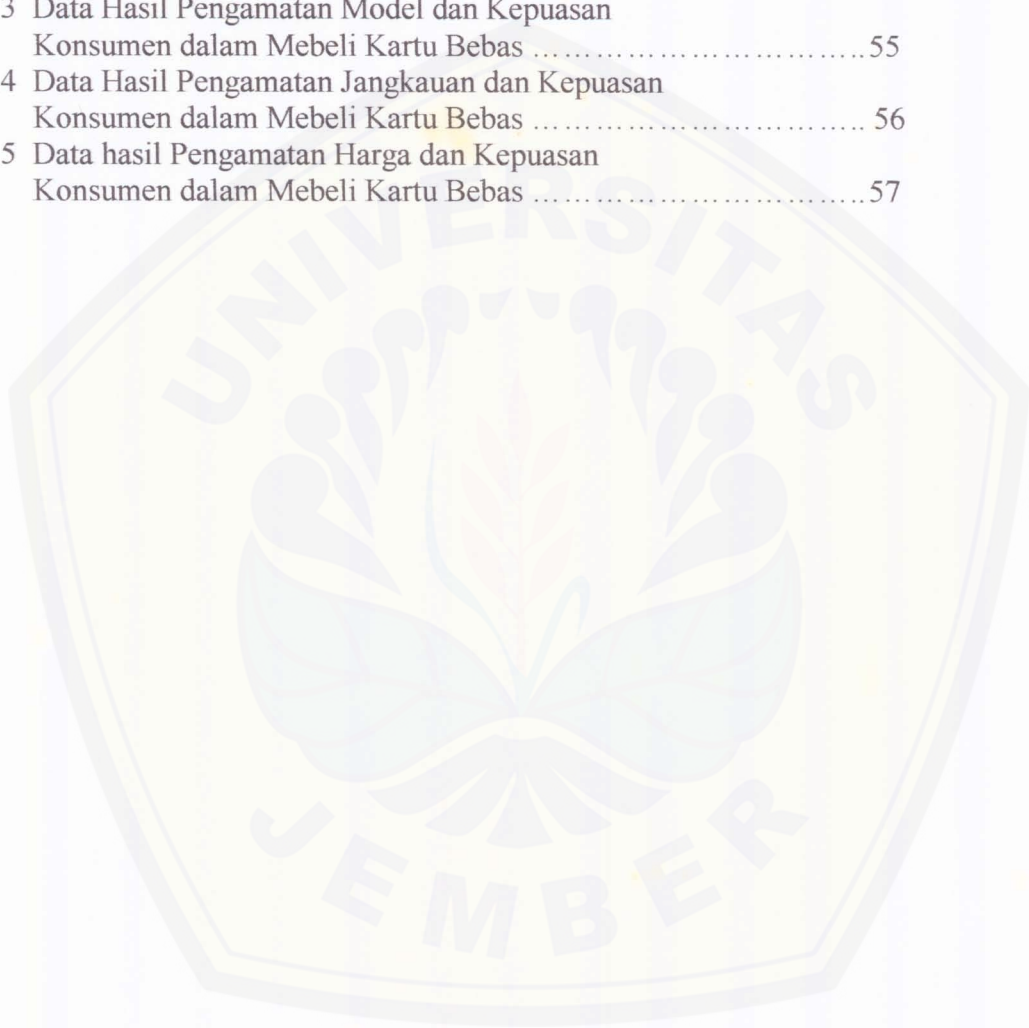 3 Data Hasil Pengamatan Model dan Kepuasan
Konsumen dalam Mebeli Kartu Bebas ……………………………..55
4 Data Hasil Pengamatan Jangkauan dan Kepuasan
Konsumen dalam Mebeli Kartu Bebas …………………………….. 56
5 Data hasil Pengamatan Harga dan Kepuasan
Konsumen dalam Mebeli Kartu Bebas ……………………………..57
UNIVERSITAS
JEMBER